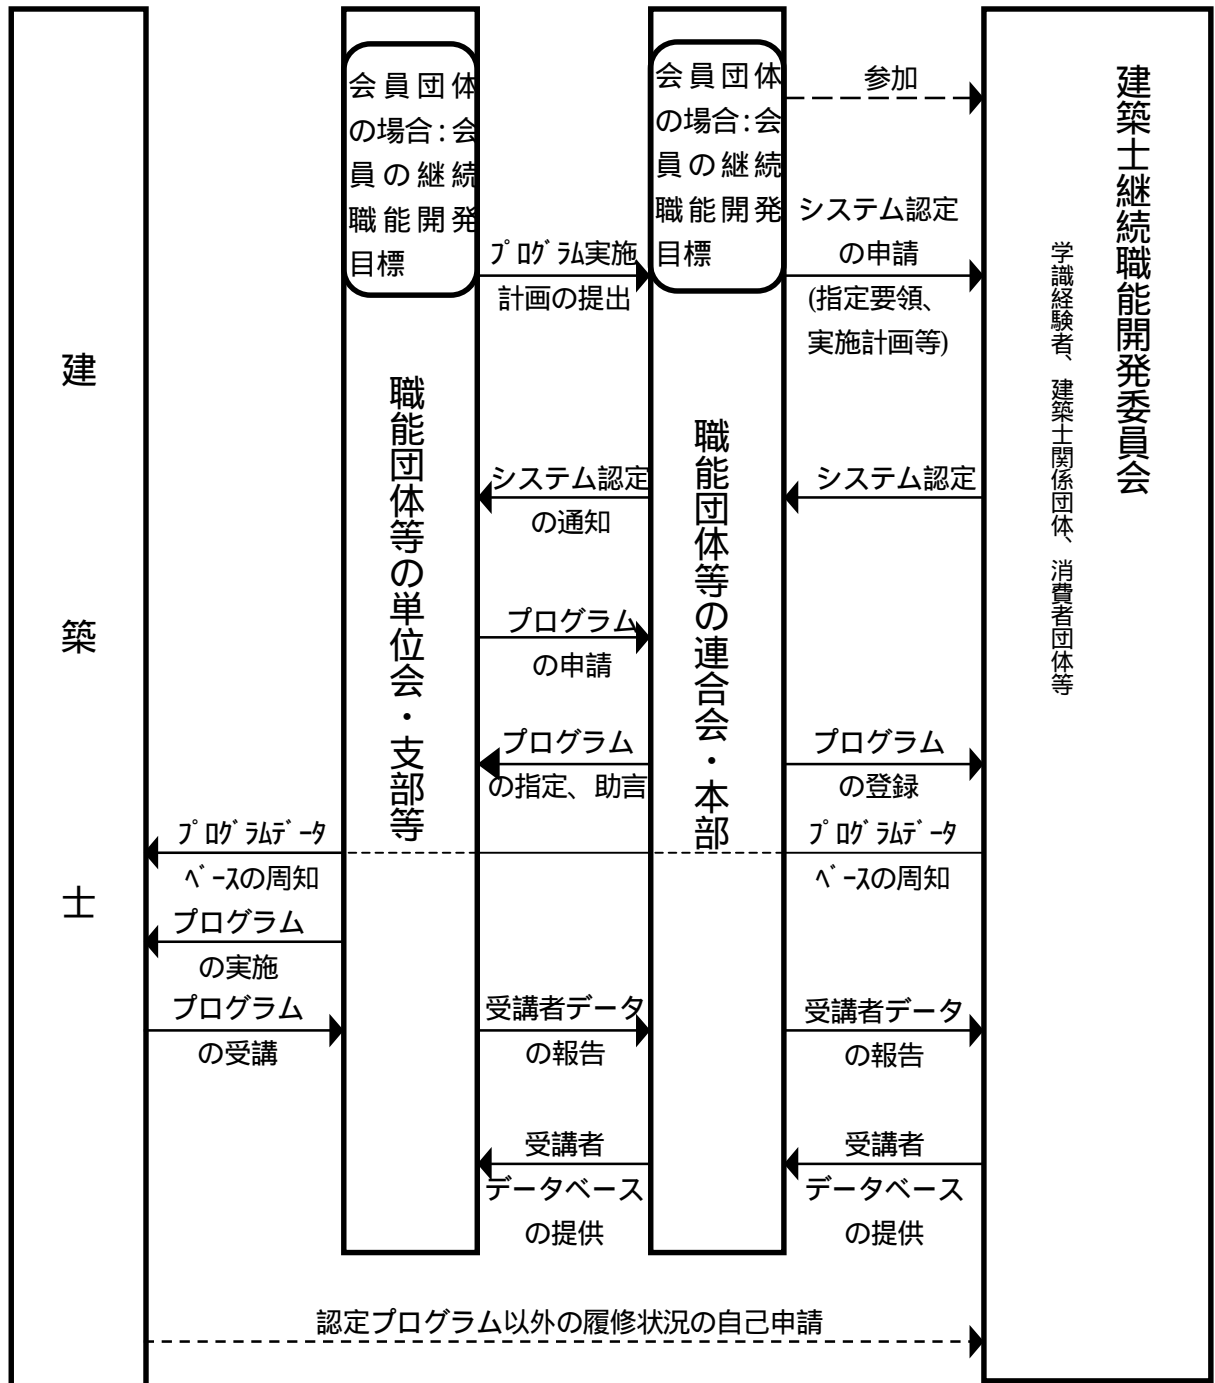 建築士
会員団体
の場合:会
員の継続
職能開発
目標
職能団体等の単位会・支部等
会員団体
の場合:会
員の継続
職能開発
目標
職能団体等の連合会・本部
建築士継続職能開発委員会
学識経験者、建築士関係団体、消費者団体等
参加
プログラム実施
計画の提出
システム認定
の申請
(指定要領、
実施計画等)
システム認定
の通知
システム認定
プログラム
の申請
プログラム
の指定、助言
プログラム
の登録
プログラムデータ
ベースの周知
プログラムデータ
ベースの周知
プログラム
の実施
プログラム
の受講
受講者データ
の報告
受講者データ
の報告
受講者
データベース
の提供
受講者
データベース
の提供
認定プログラム以外の履修状況の自己申請